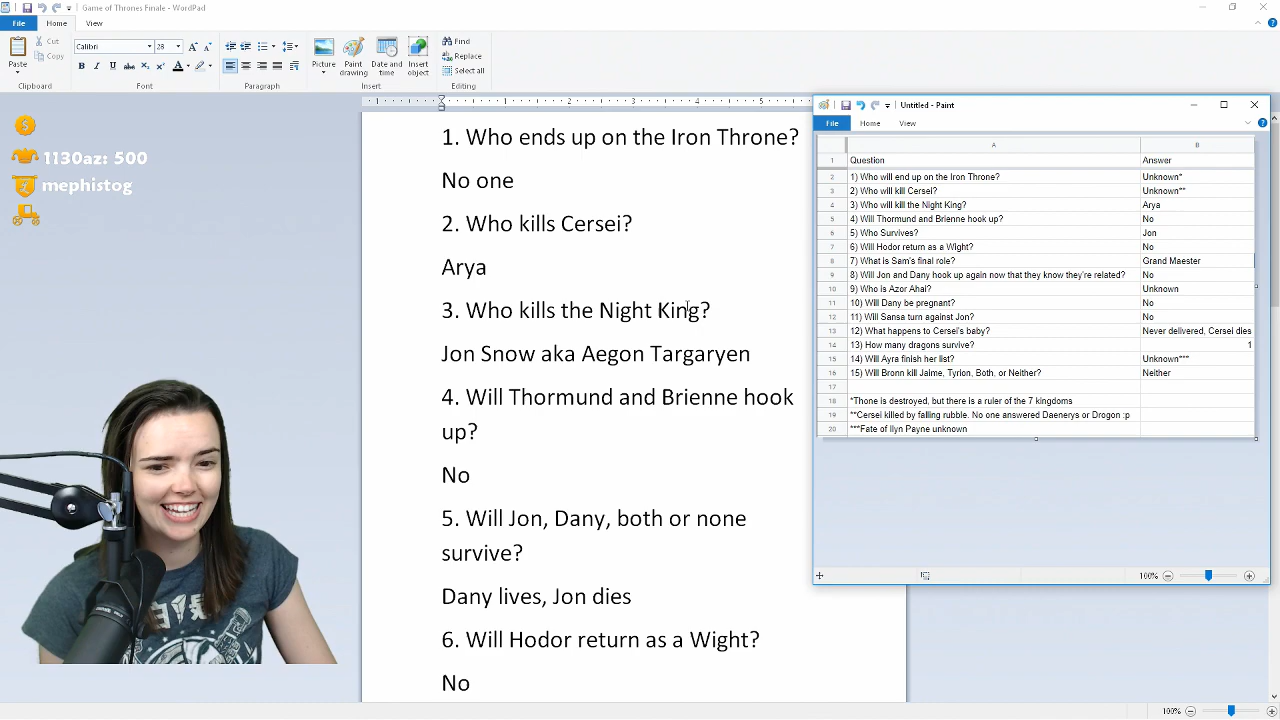 Game of Thrones Finale - WordPad
File
Home
View
Paste
Cut
Copy
Clipboard
Calibri
28
Font
Paragraph
Picture
Paint drawing
Date and time
Insert object
Insert
Find
Replace
Select all
Editing
1130az: 500
mephistog
1. Who ends up on the Iron Throne?
No one
2. Who kills Cersei?
Arya
3. Who kills the Night King?
Jon Snow aka Aegon Targaryen
4. Will Thormund and Brienne hook
up?
No
5. Will Jon, Dany, both or none
survive?
Dany lives, Jon dies
6. Will Hodor return as a Wight?
No
Untitled - Paint
File
Home
View
A
B
1 Question Answer
2 1) Who will end up on the Iron Throne? Unknown*
3 2) Who will kill Cersei? Unknown**
4 3) Who will kill the Night King? Arya
5 4) Will Thormund and Brienne hook up? No
6 5) Who Survives? Jon
7 6) Will Hodor return as a Wight? No
8 7) What is Sam's final role? Grand Maester
9 8) Will Jon and Dany hook up again now that they know they're related? No
10 9) Who is Azor Ahai? Unknown
11 10) Will Dany be pregnant? No
12 11) Will Sansa turn against Jon? No
13 12) What happens to Cersei's baby? Never delivered, Cersei dies
14 13) How many dragons survive? 1
15 14) Will Ayra finish her list? Unknown***
16 15) Will Bronn kill Jaime, Tyrion, Both, or Neither? Neither
17
18 *Thone is destroyed, but there is a ruler of the 7 kingdoms
19 **Cersei killed by falling rubble. No one answered Daenerys or Drogon :p
20 ***Fate of Ilyn Payne unknown
100%
100%